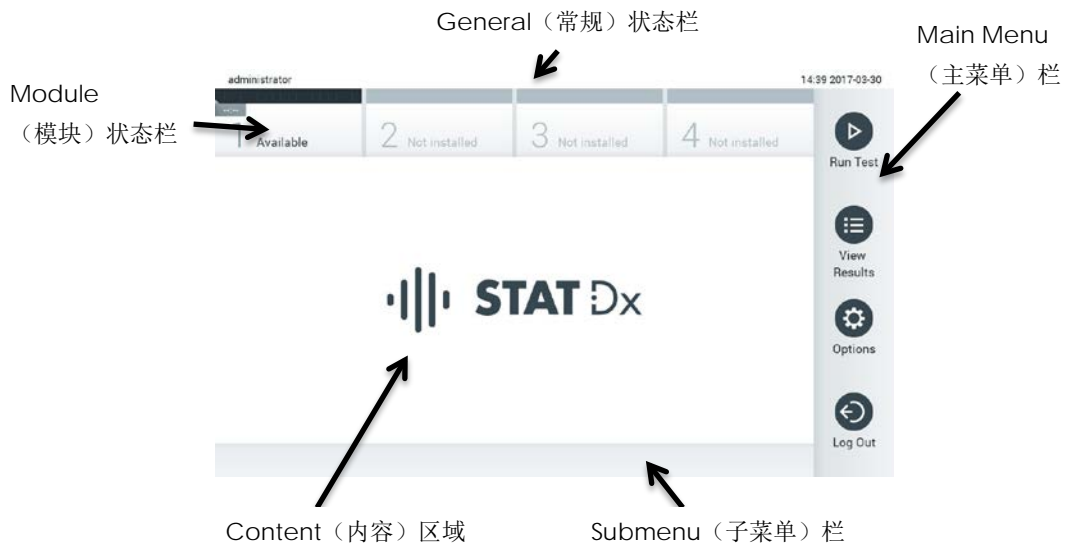 General（常规）状态栏
Main Menu
（主菜单）栏
Module
（模块）状态栏
administrator
14:39 2017-03-30
--:--
1 Available
2 Not installed
3 Not installed
4 Not installed
Run Test
View
Results
Options
Log Out
STAT Dx
Content（内容）区域
Submenu（子菜单）栏